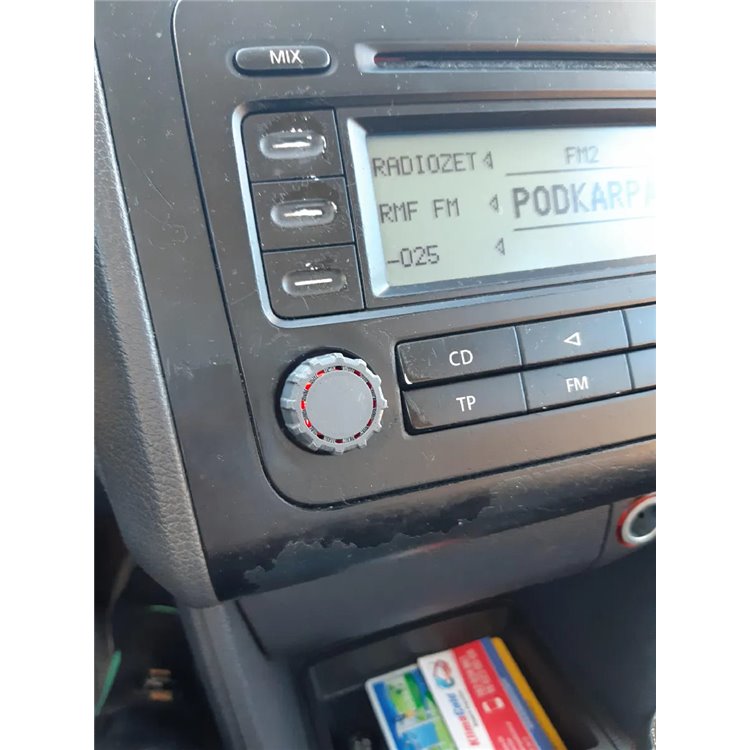 MIX
RADIOZET
FM2
RMF FM
PODKARPA
-025
CD
TP
FM